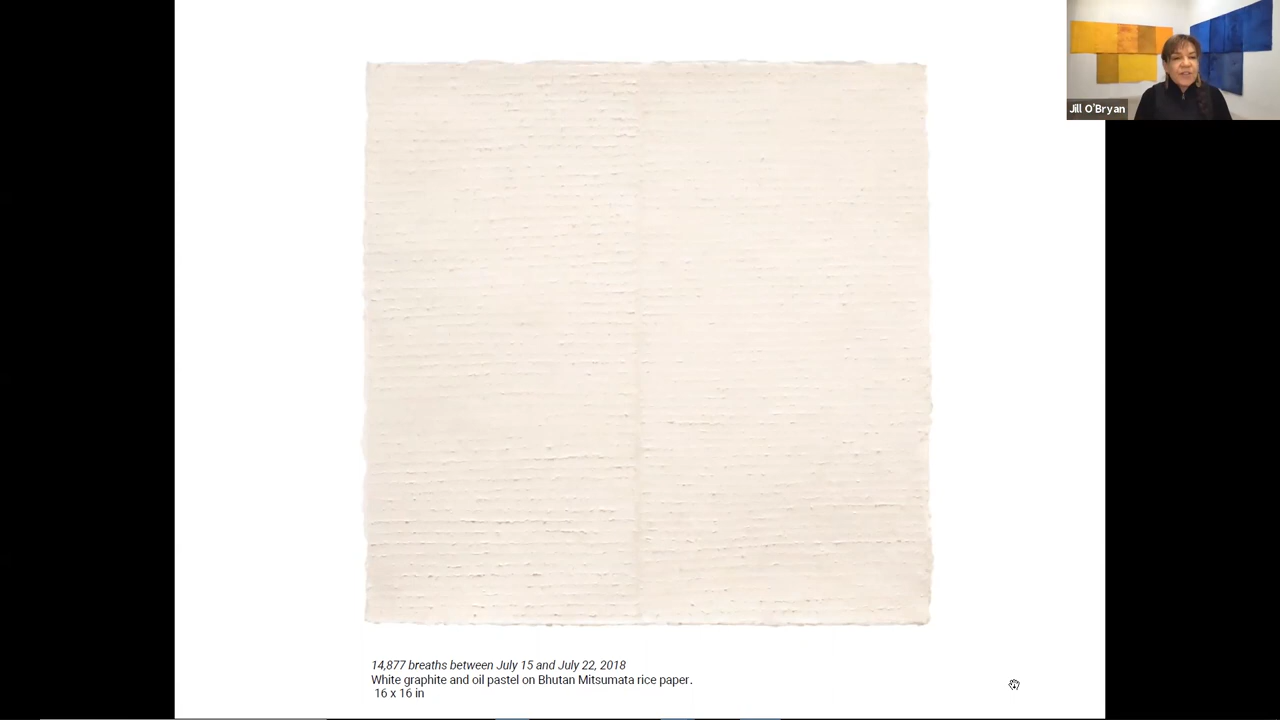 Jill O'Bryan
14,877 breaths between July 15 and July 22, 2018
White graphite and oil pastel on Bhutan Mitsumata rice paper.
16 x 16 in